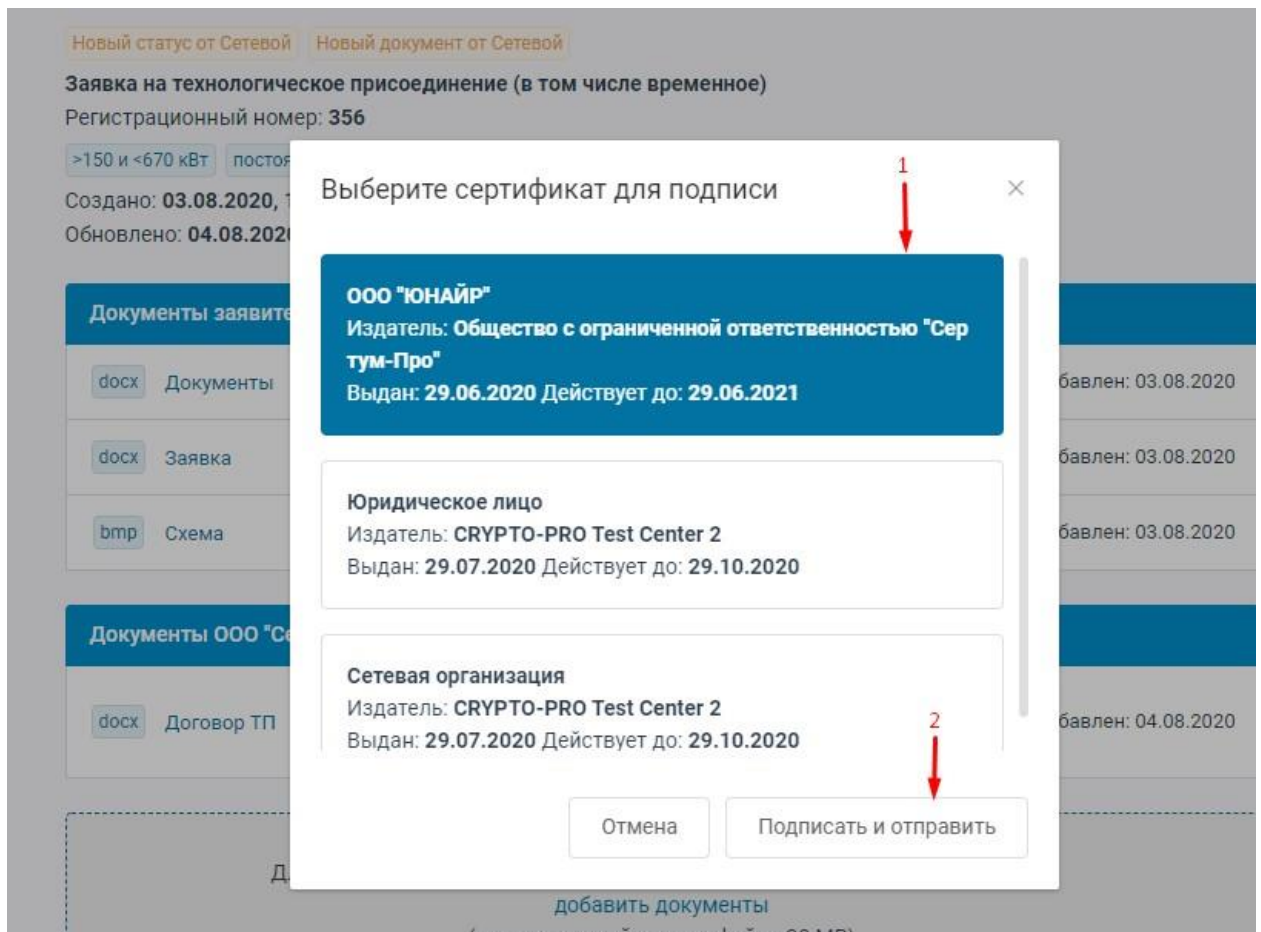 Новый статус от Сетевой Новый документ от Сетевой
Заявка на технологическое присоединение (в том числе временное)
Регистрационный номер: 356
>150 и <670 кВт
Создано: 03.08.2020,
Обновлено: 04.08.202
1
Выберите сертификат для подписи
ООО "ЮНАЙР"
Издатель: Общество с ограниченной ответственностью "Сер
тум-Про"
Выдан: 29.06.2020 Действует до: 29.06.2021
Документы заявите
docx Документы
бавлен: 03.08.2020
docx Заявка
бавлен: 03.08.2020
Юридическое лицо
Издатель: CRYPTO-PRO Test Center 2
Выдан: 29.07.2020 Действует до: 29.10.2020
bmp Схема
бавлен: 03.08.2020
Документы ООО "Се
Сетевая организация
Издатель: CRYPTO-PRO Test Center 2
Выдан: 29.07.2020 Действует до: 29.10.2020
docx Договор ТП
бавлен: 04.08.2020
2
Отмена Подписать и отправить
добавить документы